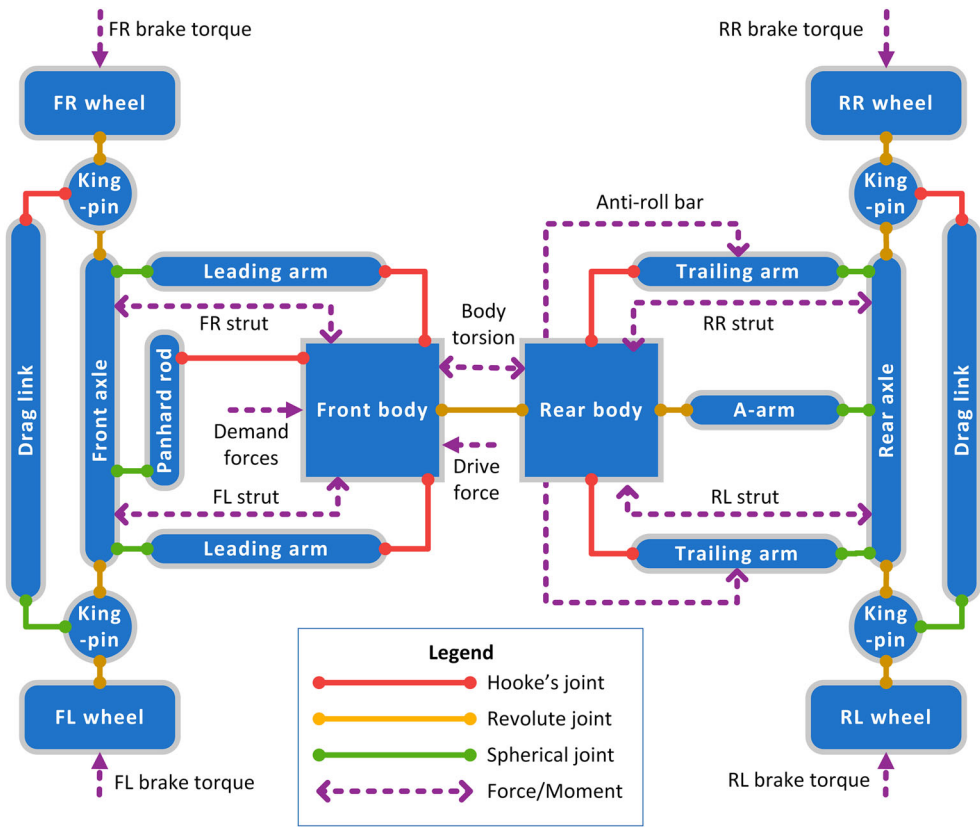 FR brake torque
RR brake torque
FR wheel
RR wheel
King
-pin
King
-pin
Anti-roll bar
Leading arm
Trailing arm
FR strut
Body
torsion
RR strut
Drag link
Front axle
Panhard rod
Front body
Rear body
A-arm
Rear axle
Drag link
Demand
forces
Drive
force
FL strut
RL strut
Leading arm
Trailing arm
King
-pin
King
-pin
Legend
Hooke's joint
Revolute joint
Spherical joint
Force/Moment
FL wheel
RL wheel
FL brake torque
RL brake torque